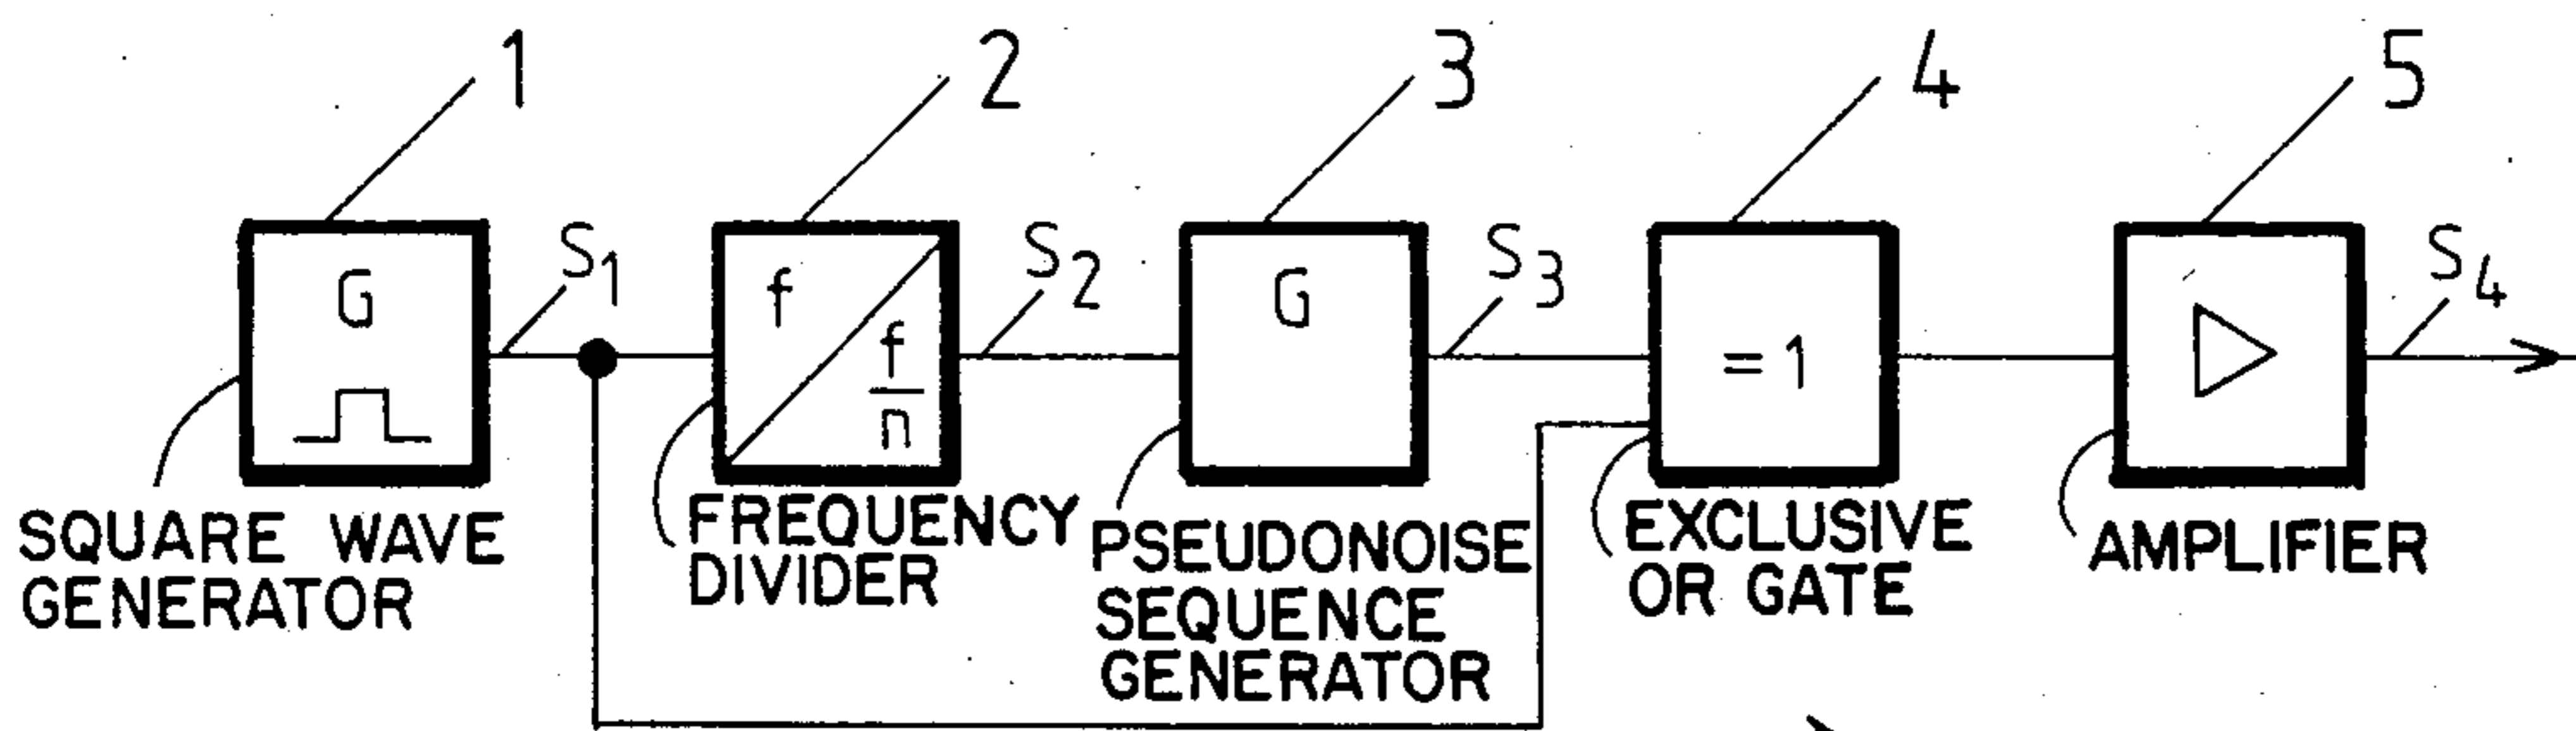 1 2 3 4 5
G S1 f f/n S2 G S3 =1 S4
SQUARE WAVE
GENERATOR
FREQUENCY
DIVIDER
PSEUDONOISE
SEQUENCE
GENERATOR
EXCLUSIVE
OR GATE
AMPLIFIER